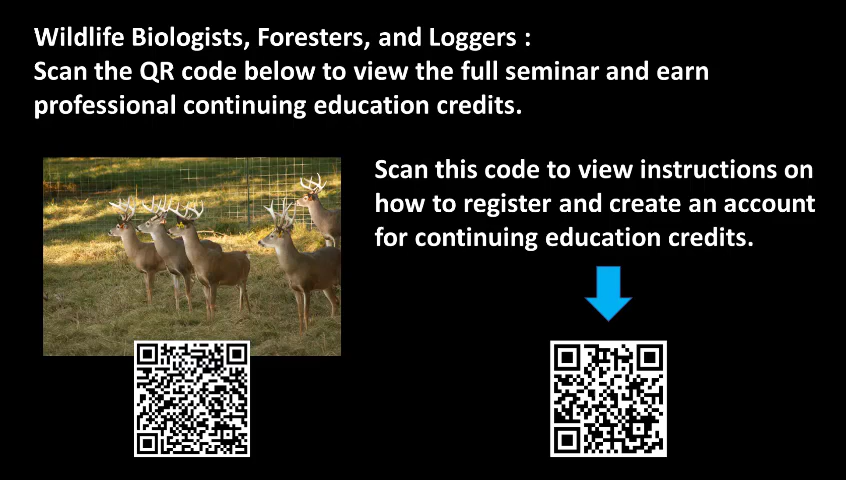 Wildlife Biologists, Foresters, and Loggers :
Scan the QR code below to view the full seminar and earn
professional continuing education credits.
Scan this code to view instructions on
how to register and create an account
for continuing education credits.